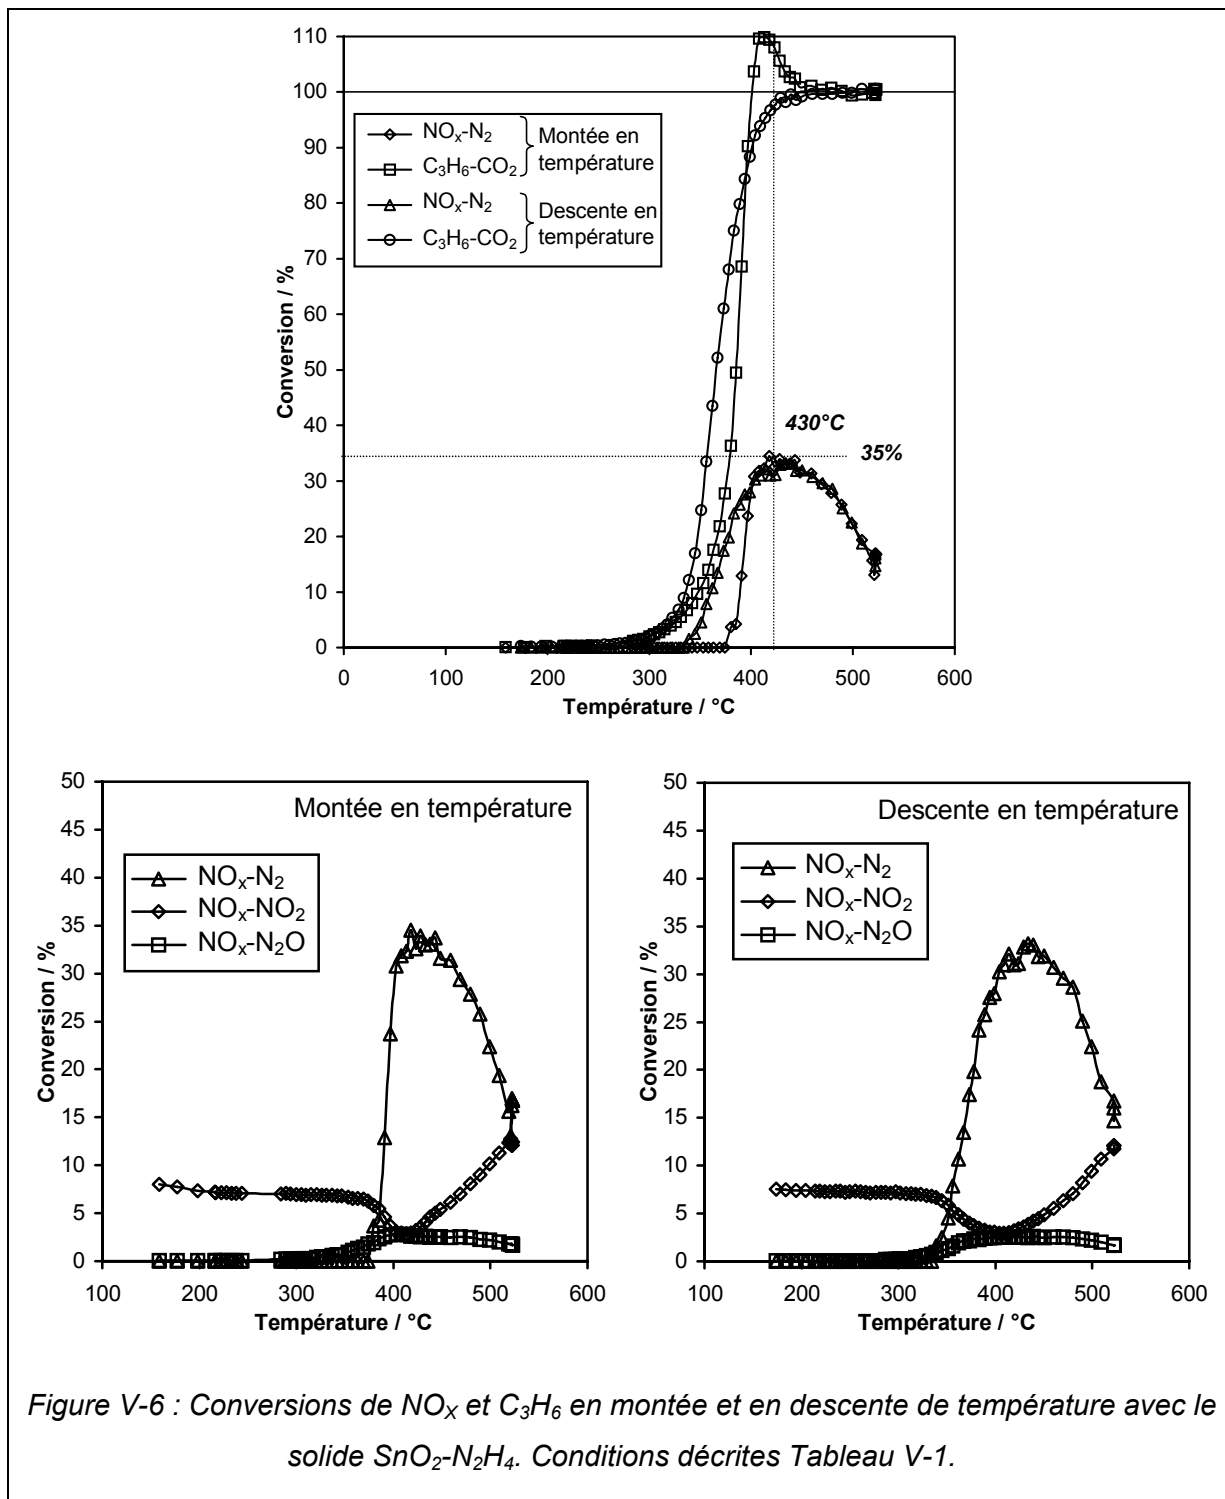 110
100
90
80
70
60
50
40
30
20
10
0
Conversion / %
NOx-N2
C3H6-CO2
Montée en
température
NOx-N2
C3H6-CO2
Descente en
température
430°C
35%
0 100 200 300 400 500 600
Température / °C
50
45
40
35
30
25
20
15
10
5
0
Conversion / %
Montée en température
NOx-N2
NOx-NO2
NOx-N2O
100 200 300 400 500 600
Température / °C
50
45
40
35
30
25
20
15
10
5
0
Conversion / %
Descente en température
NOx-N2
NOx-NO2
NOx-N2O
100 200 300 400 500 600
Température / °C
Figure V-6 : Conversions de NOX et C3H6 en montée et en descente de température avec le
solide SnO2-N2H4. Conditions décrites Tableau V-1.